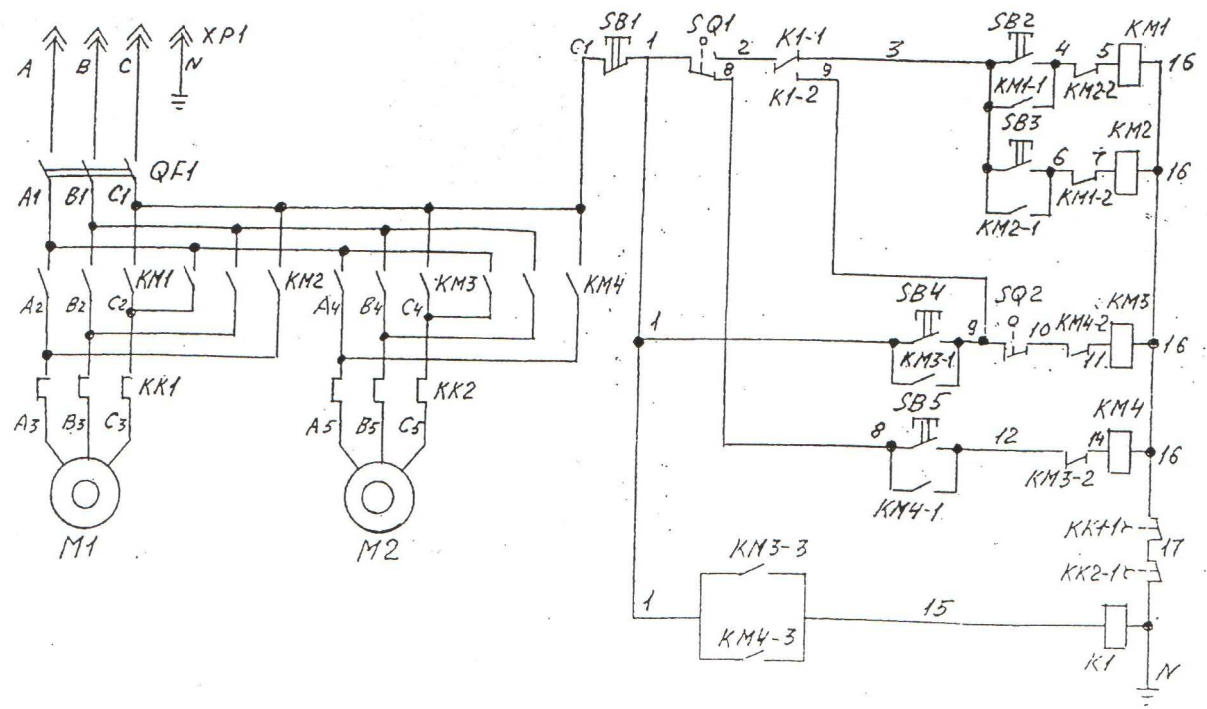 XP1
A B C N
QF1
A1 B1 C1
KM1 KM2 KM3 KM4
A2 B2 C2 A4 B4 C4
KK1 KK2
A3 B3 C3 A5 B5 C5
M1 M2
C1 SB1 1 SQ1 2 K1-1 3 SB2 4 5 KM1 16
8 K1-2 9 KM1-1 KM2-2
SB3 6 7 KM2 16
KM1-2
KM2-1
1 SB4 9 SQ2 10 KM4-2 11 KM3 16
KM3-1
8 SB5 12 14 KM4 16
KM3-2
KM4-1
KK1-1
17
KK2-1
KM3-3
1 15
KM4-3 K1
N